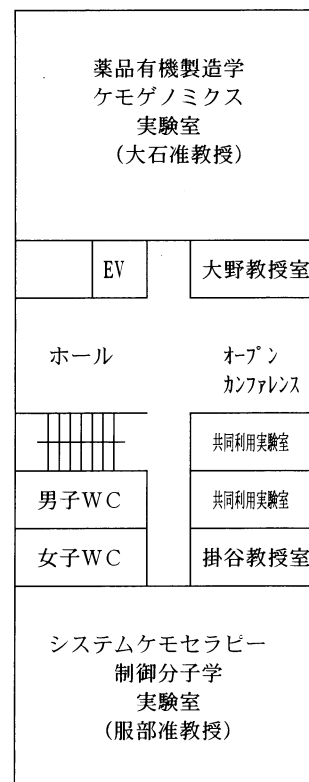 薬品有機製造学
ケモゲノミクス
実験室
(大石准教授)
EV
大野教授室
ホール
オープン
カンファレンス
共同利用実験室
男子WC
共同利用実験室
女子WC
掛谷教授室
システムケモセラピー
制御分子学
実験室
(服部准教授)